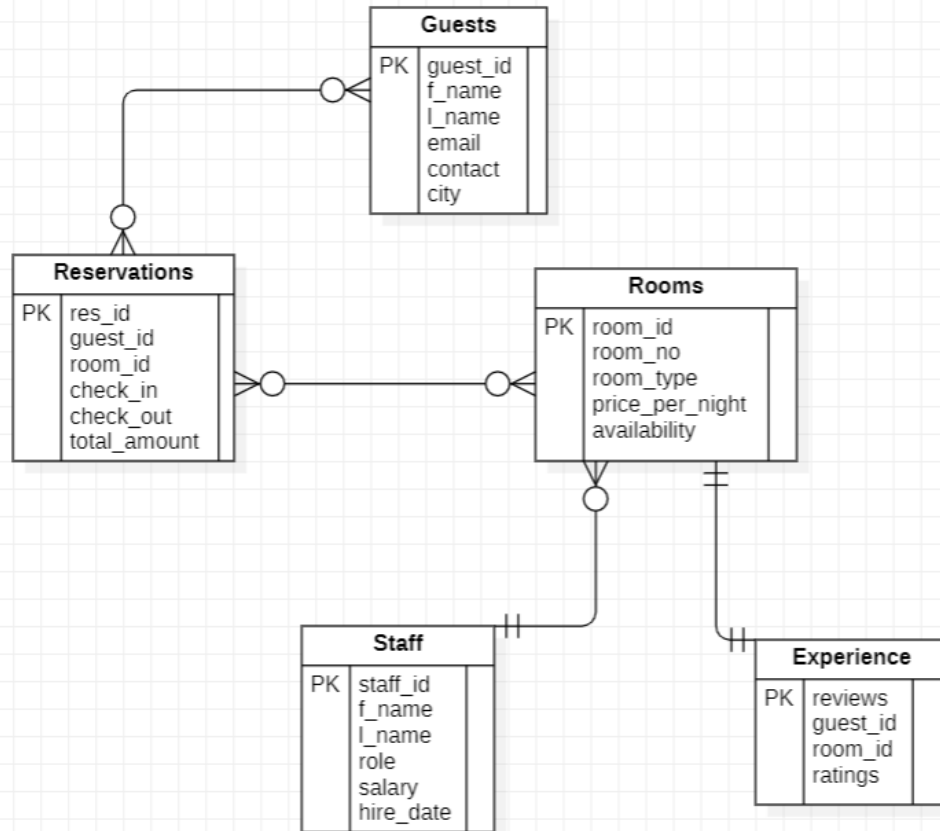 Guests
PK guest_id
f_name
l_name
email
contact
city
Reservations
PK res_id
guest_id
room_id
check_in
check_out
total_amount
Rooms
PK room_id
room_no
room_type
price_per_night
availability
Staff
PK staff_id
f_name
l_name
role
salary
hire_date
Experience
PK reviews
guest_id
room_id
ratings